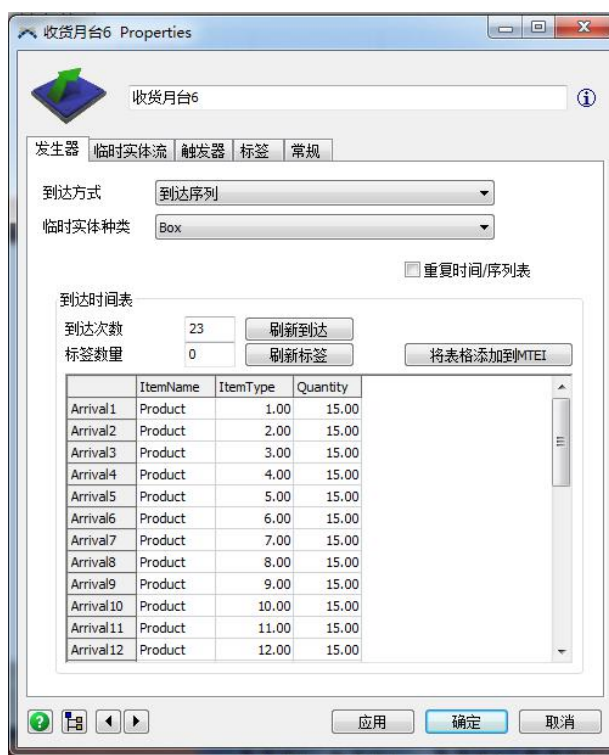 收货月台6 Properties
收货月台6
发生器 临时实体流 触发器 标签 常规
到达方式 到达序列
临时实体种类 Box
重复时间/序列表
到达时间表
到达次数 23 刷新到达
标签数量 0 刷新标签 将表格添加到MTEI
ItemName ItemType Quantity
Arrival1 Product 1.00 15.00
Arrival2 Product 2.00 15.00
Arrival3 Product 3.00 15.00
Arrival4 Product 4.00 15.00
Arrival5 Product 5.00 15.00
Arrival6 Product 6.00 15.00
Arrival7 Product 7.00 15.00
Arrival8 Product 8.00 15.00
Arrival9 Product 9.00 15.00
Arrival10 Product 10.00 15.00
Arrival11 Product 11.00 15.00
Arrival12 Product 12.00 15.00
应用 确定 取消